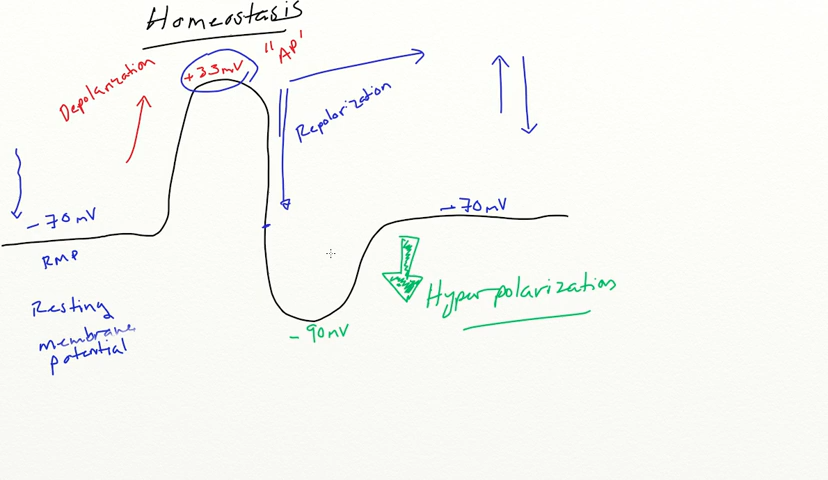 Homeostasis
"AP'
+33mV
Depolarization
Repolarization
-70mV
RMP
Resting
membrane
potential
-70mV
Hyperpolarization
-90mV